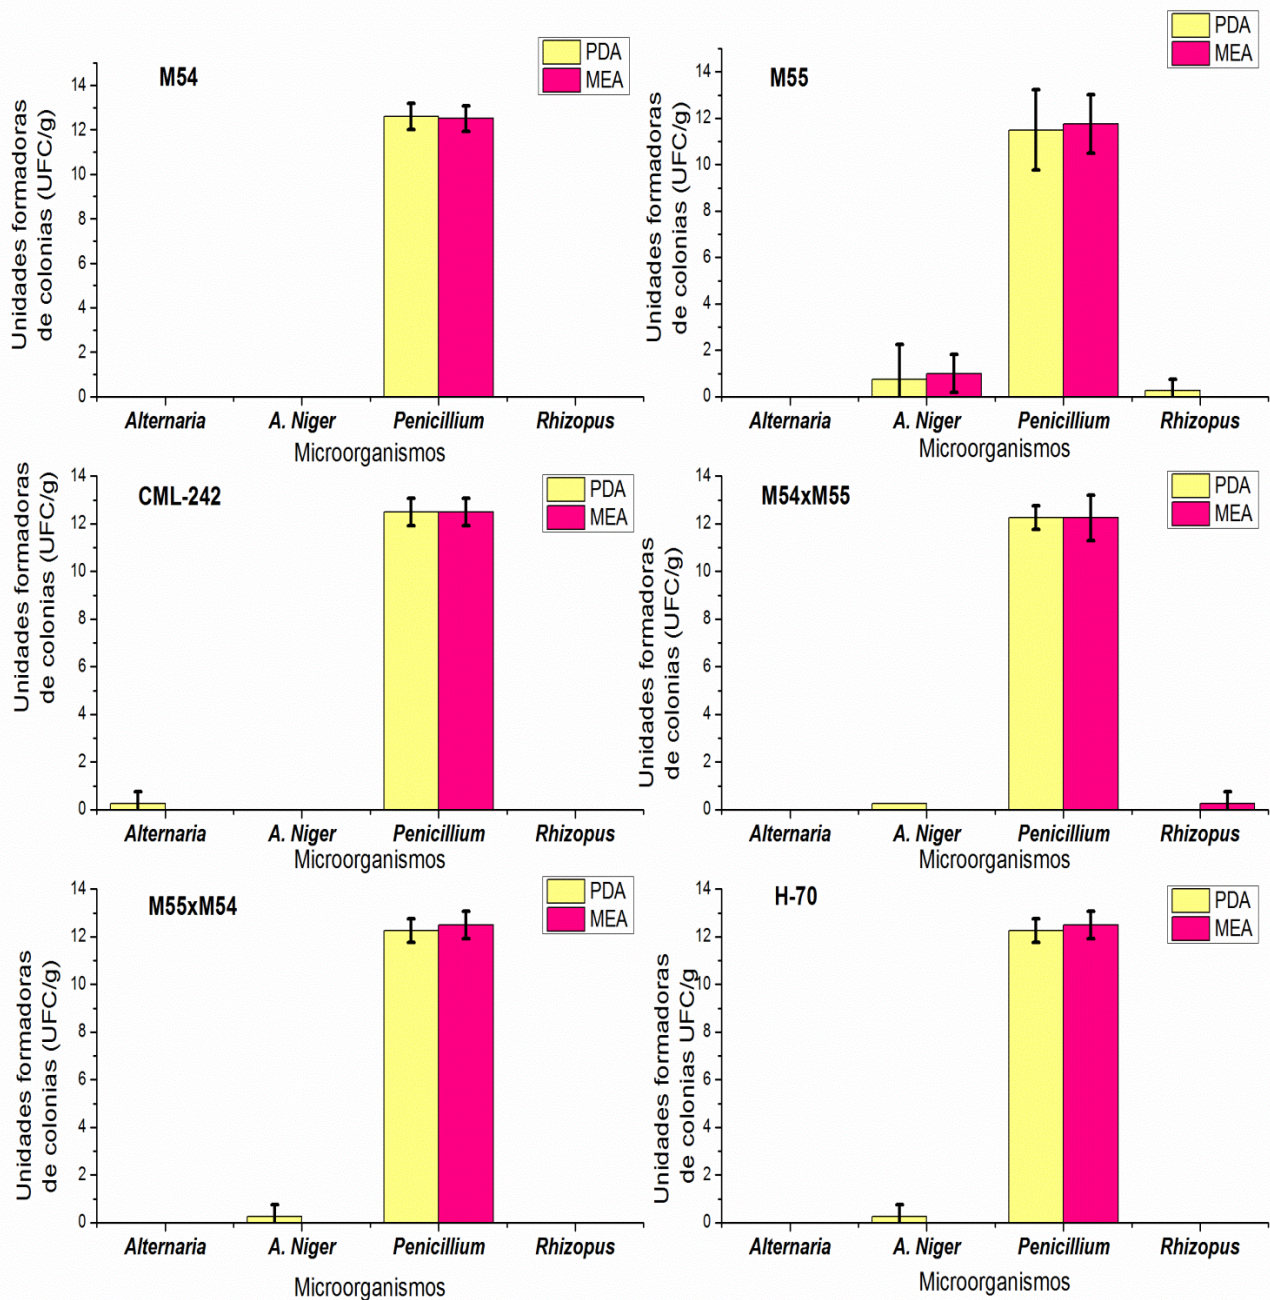 M54
PDA
MEA
Unidades formadoras
de colonias (UFC/g)
14
12
10
8
6
4
2
0
Alternaria A. Niger Penicillium Rhizopus
Microorganismos
M55
PDA
MEA
Unidades formadoras
de colonias (UFC/g)
14
12
10
8
6
4
2
0
Alternaria A. Niger Penicillium Rhizopus
Microorganismos
CML-242
PDA
MEA
Unidades formadoras
de colonias (UFC/g)
14
12
10
8
6
4
2
0
Alternaria A. Niger Penicillium Rhizopus
Microorganismos
M54xM55
PDA
MEA
Unidades formadoras
de colonias (UFC/g)
14
12
10
8
6
4
2
0
Alternaria A. Niger Penicillium Rhizopus
Microorganismos
M55xM54
PDA
MEA
Unidades formadoras
de colonias (UFC/g)
14
12
10
8
6
4
2
0
Alternaria A. Niger Penicillium Rhizopus
Microorganismos
H-70
PDA
MEA
Unidades formadoras
de colonias UFC/g
14
12
10
8
6
4
2
0
Alternaria A. Niger Penicillium Rhizopus
Microorganismos